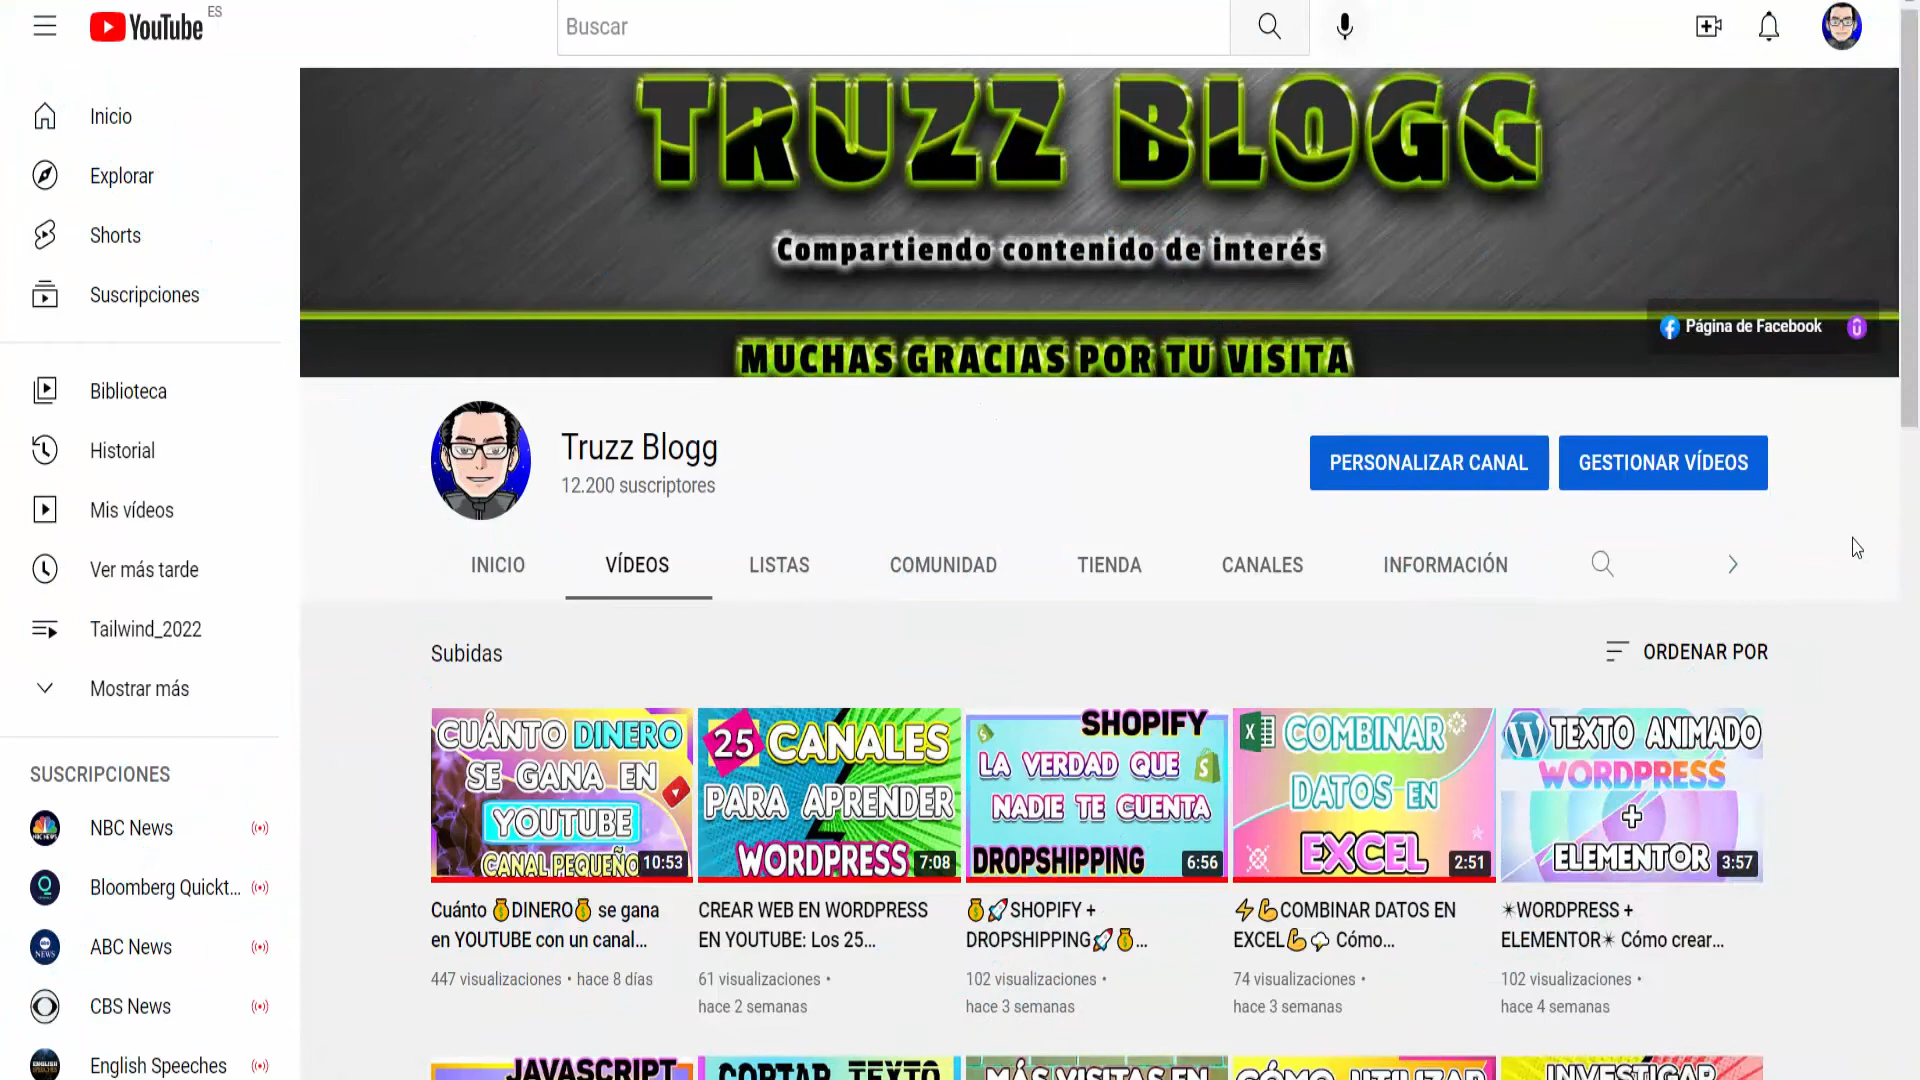 YouTube ES
Buscar
Inicio
Explorar
Shorts
Suscripciones
Biblioteca
Historial
Mis vídeos
Ver más tarde
Tailwind_2022
Mostrar más
SUSCRIPCIONES
NBC News
Bloomberg Quickt...
ABC News
CBS News
English Speeches
TRUZZ BLOGG
Compartiendo contenido de interés
MUCHAS GRACIAS POR TU VISITA
Página de Facebook
Truzz Blogg
12.200 suscriptores
PERSONALIZAR CANAL
GESTIONAR VÍDEOS
INICIO
VÍDEOS
LISTAS
COMUNIDAD
TIENDA
CANALES
INFORMACIÓN
Subidas
ORDENAR POR
CUÁNTO DINERO
SE GANA EN
YOUTUBE
CANAL PEQUEÑO
10:53
Cuánto 💰DINERO💰 se gana
en YOUTUBE con un canal...
447 visualizaciones • hace 8 días
25 CANALES
PARA APRENDER
WORDPRESS
7:08
CREAR WEB EN WORDPRESS
EN YOUTUBE: Los 25...
61 visualizaciones •
hace 2 semanas
SHOPIFY
LA VERDAD QUE
NADIE TE CUENTA
DROPSHIPPING
6:56
💰🚀SHOPIFY +
DROPSHIPPING🚀💰...
102 visualizaciones •
hace 3 semanas
COMBINAR
DATOS EN
EXCEL
2:51
⚡💪COMBINAR DATOS EN
EXCEL💪🌩 Cómo...
74 visualizaciones •
hace 3 semanas
TEXTO ANIMADO
WORDPRESS
+
ELEMENTOR
3:57
✴WORDPRESS +
ELEMENTOR✴ Cómo crear...
102 visualizaciones •
hace 4 semanas
JAVASCRIPT
COPTAR TEXTO
MÁS VISITAS EN
CÓMO UTILIZAR
INVESTIGAR